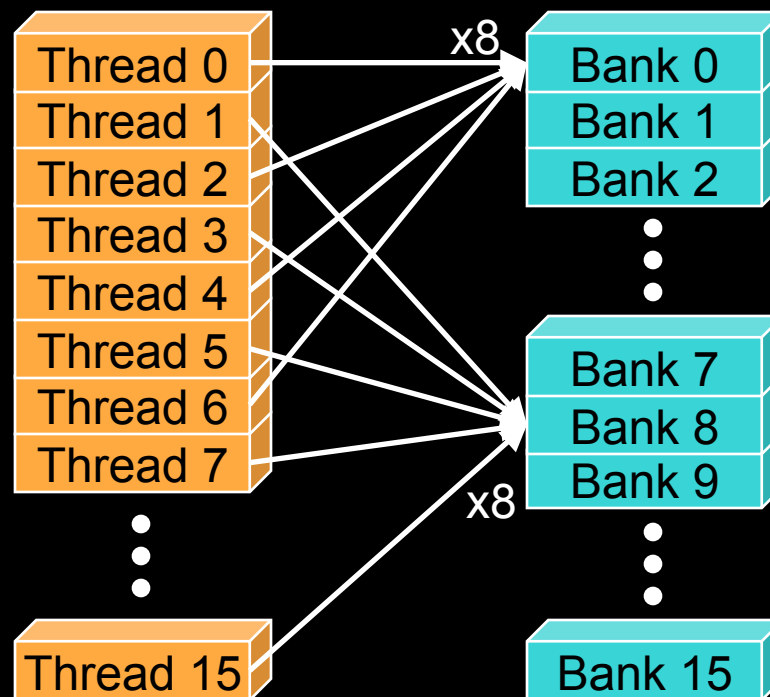 Thread 0
Thread 1
Thread 2
Thread 3
Thread 4
Thread 5
Thread 6
Thread 7
Thread 15
x8
x8
Bank 0
Bank 1
Bank 2
Bank 7
Bank 8
Bank 9
Bank 15